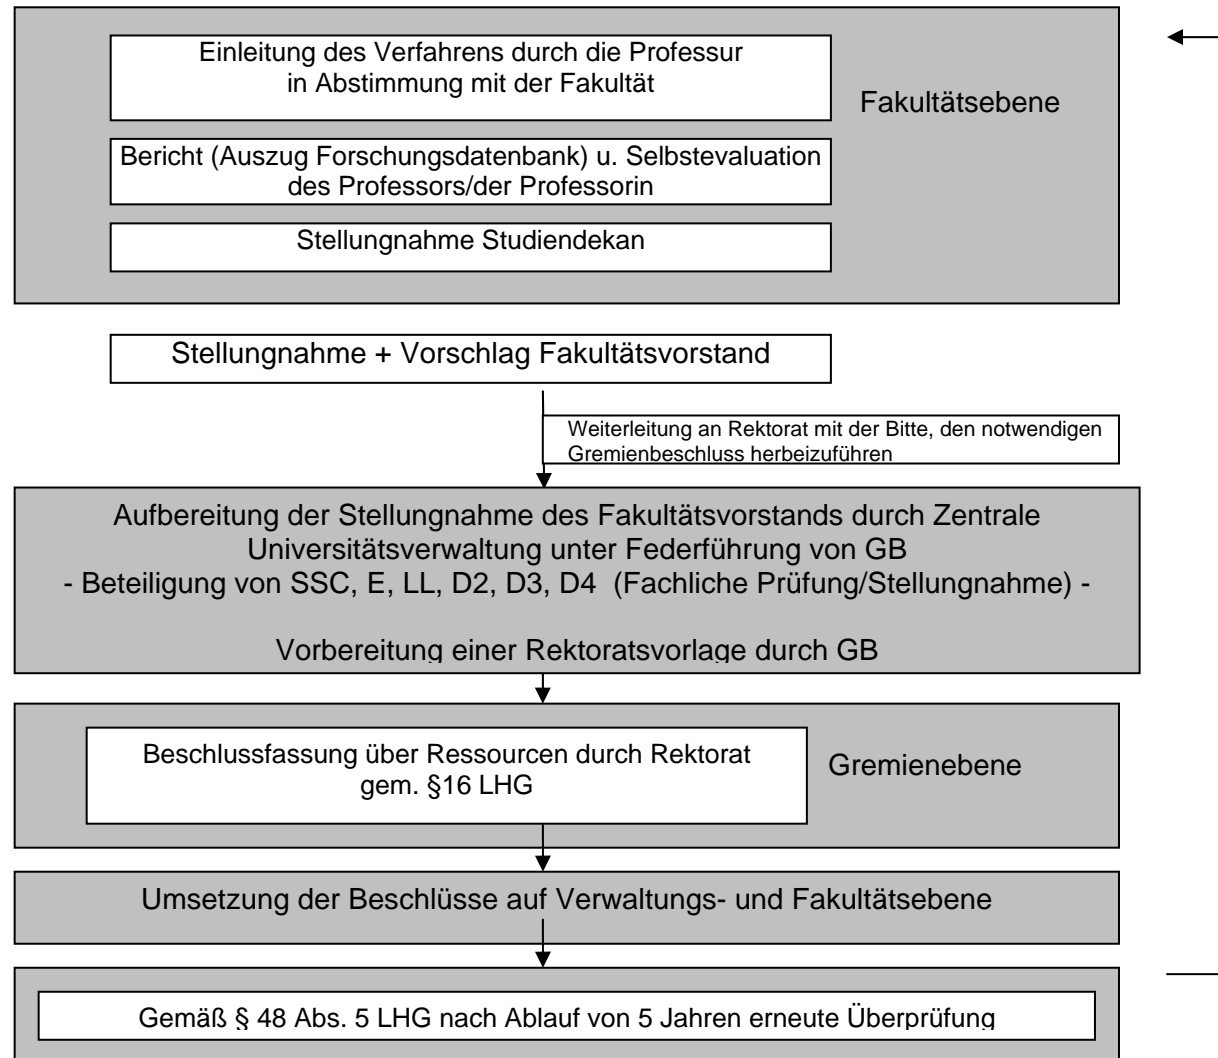 Einleitung des Verfahrens durch die Professur
in Abstimmung mit der Fakultät
Fakultätsebene
Bericht (Auszug Forschungsdatenbank) u. Selbstevaluation
des Professors/der Professorin
Stellungnahme Studiendekan
Stellungnahme + Vorschlag Fakultätsvorstand
Weiterleitung an Rektorat mit der Bitte, den notwendigen
Gremienbeschluss herbeizuführen
Aufbereitung der Stellungnahme des Fakultätsvorstands durch Zentrale
Universitätsverwaltung unter Federführung von GB
- Beteiligung von SSC, E, LL, D2, D3, D4 (Fachliche Prüfung/Stellungnahme) -
Vorbereitung einer Rektoratsvorlage durch GB
Beschlussfassung über Ressourcen durch Rektorat
gem. §16 LHG
Gremienebene
Umsetzung der Beschlüsse auf Verwaltungs- und Fakultätsebene
Gemäß § 48 Abs. 5 LHG nach Ablauf von 5 Jahren erneute Überprüfung